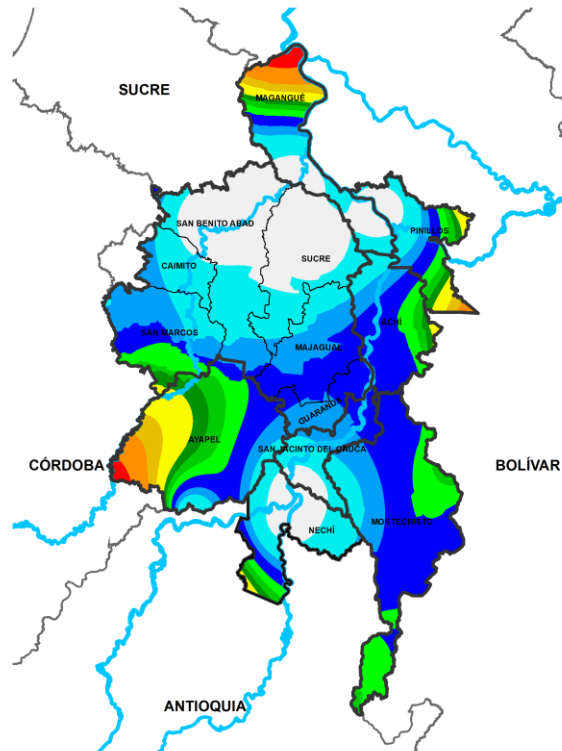 SUCRE
MAGANGUÉ
SAN BENITO ABAD
PINILLOS
SUCRE
CAIMITO
ACHÍ
SAN MARCOS
MAJAGUAL
GUARANDA
AYAPEL
SAN JACINTO DEL CAUCA
CÓRDOBA
BOLÍVAR
MONTECRISTO
NECHÍ
ANTIOQUIA